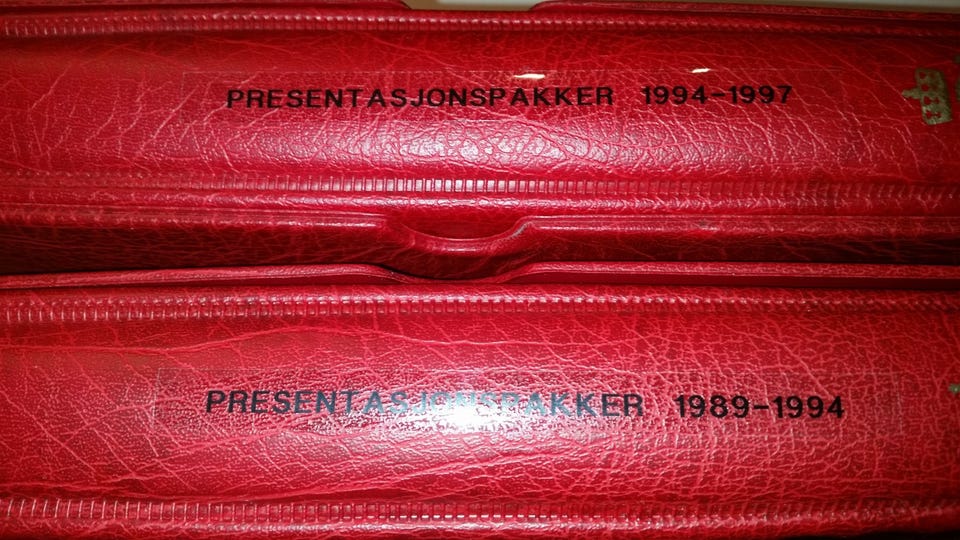 PRESENTASJONSPAKKER 1994-1997
PRESENTASJONSPAKKER 1989-1994